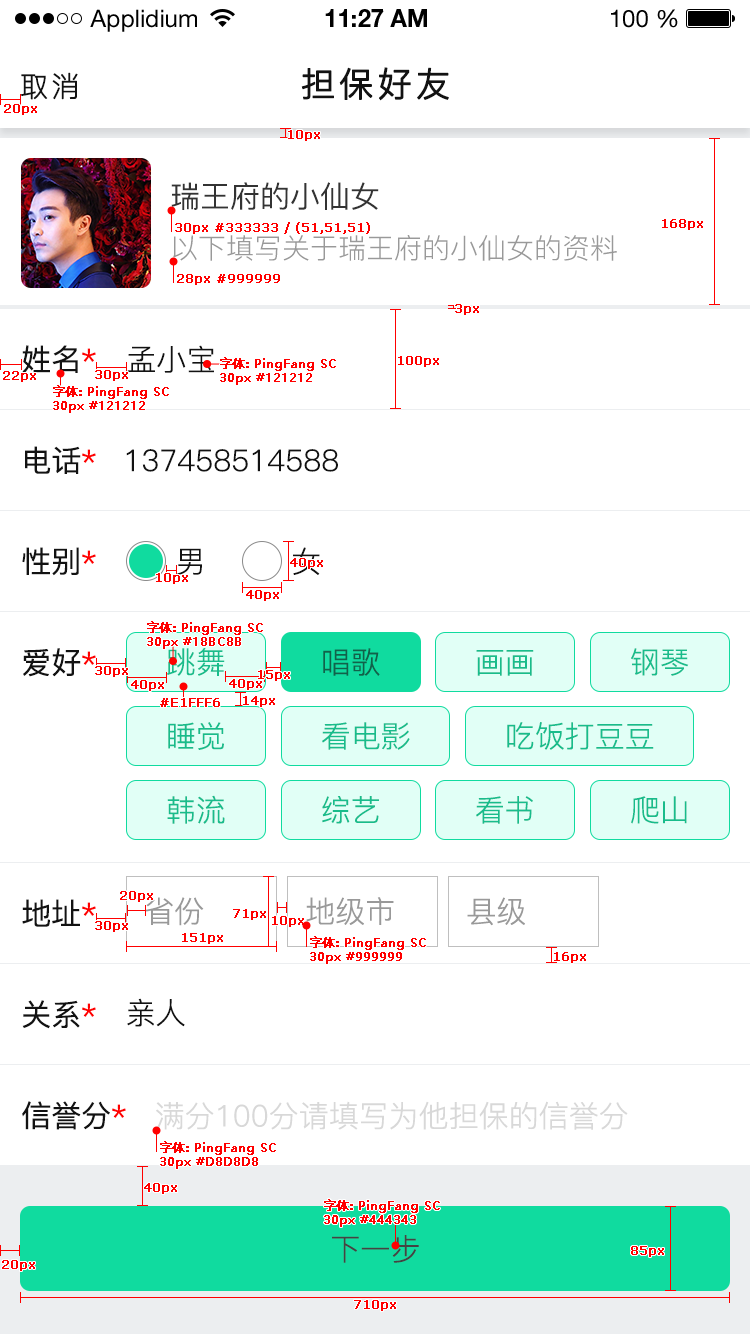 Applidium 11:27 AM 100 %
取消 担保好友
20px
10px
瑞王府的小仙女
30px #333333 / (51,51,51)
168px
以下填写关于瑞王府的小仙女的资料
28px #999999
3px
姓名* 孟小宝
22px 30px 字体: PingFang SC 100px
30px #121212
字体: PingFang SC
30px #121212
电话* 137458514588
性别* 男 女
10px 40px
40px
字体: PingFang SC
30px #18BC8B
爱好* 跳舞 唱歌 画画 钢琴
30px 40px 40px 15px
#E1FFF6 14px
睡觉 看电影 吃饭打豆豆
韩流 综艺 看书 爬山
20px
地址* 省份 地级市 县级
30px 71px 10px
151px
字体: PingFang SC
30px #999999
16px
关系* 亲人
信誉分* 满分100分请填写为他担保的信誉分
字体: PingFang SC
30px #D8D8D8
40px
字体: PingFang SC
30px #444343
下一步
85px
20px
710px